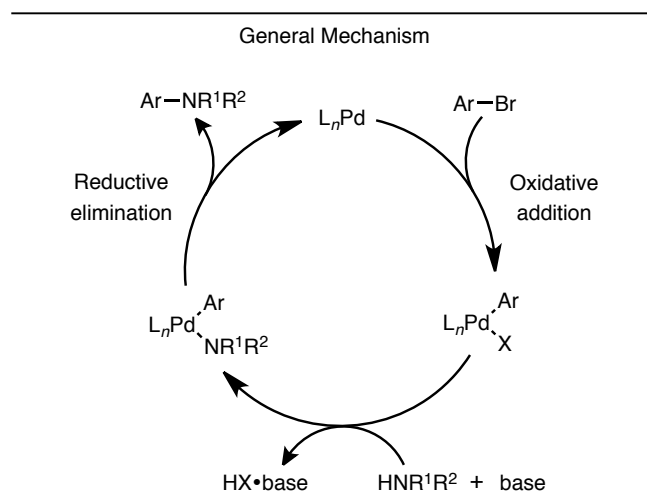 General Mechanism
Ar—NR¹R²
LₙPd
Ar—Br
Reductive
elimination
Oxidative
addition
Ar
LₙPd
NR¹R²
Ar
LₙPd
X
HX•base
HNR¹R² + base